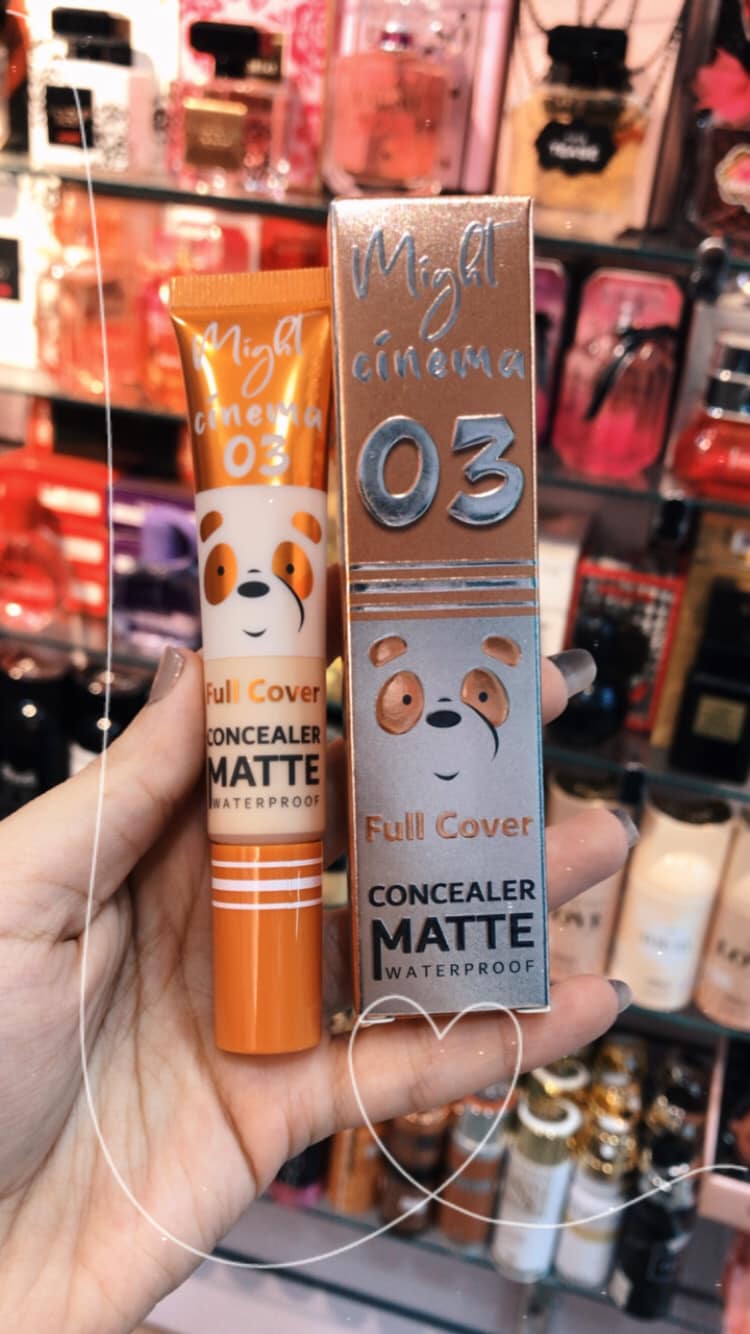 Might
cinema
03
Full Cover
CONCEALER
MATTE
WATERPROOF
Might
cinema
03
Full Cover
CONCEALER
MATTE
WATERPROOF